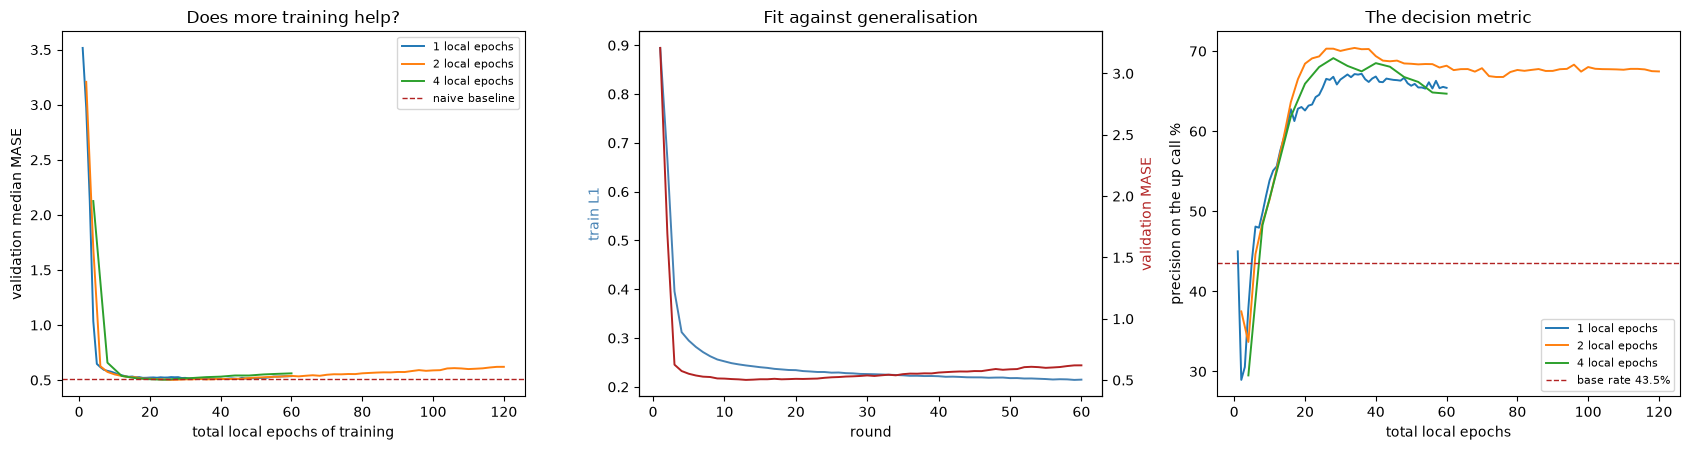 Does more training help?
validation median MASE
3.5
3.0
2.5
2.0
1.5
1.0
0.5
1 local epochs
2 local epochs
4 local epochs
naive baseline
0 20 40 60 80 100 120
total local epochs of training
Fit against generalisation
train L1
0.9
0.8
0.7
0.6
0.5
0.4
0.3
0.2
3.0
2.5
2.0
1.5
1.0
0.5
validation MASE
0 10 20 30 40 50 60
round
The decision metric
precision on the up call %
70
60
50
40
30
1 local epochs
2 local epochs
4 local epochs
base rate 43.5%
0 20 40 60 80 100 120
total local epochs